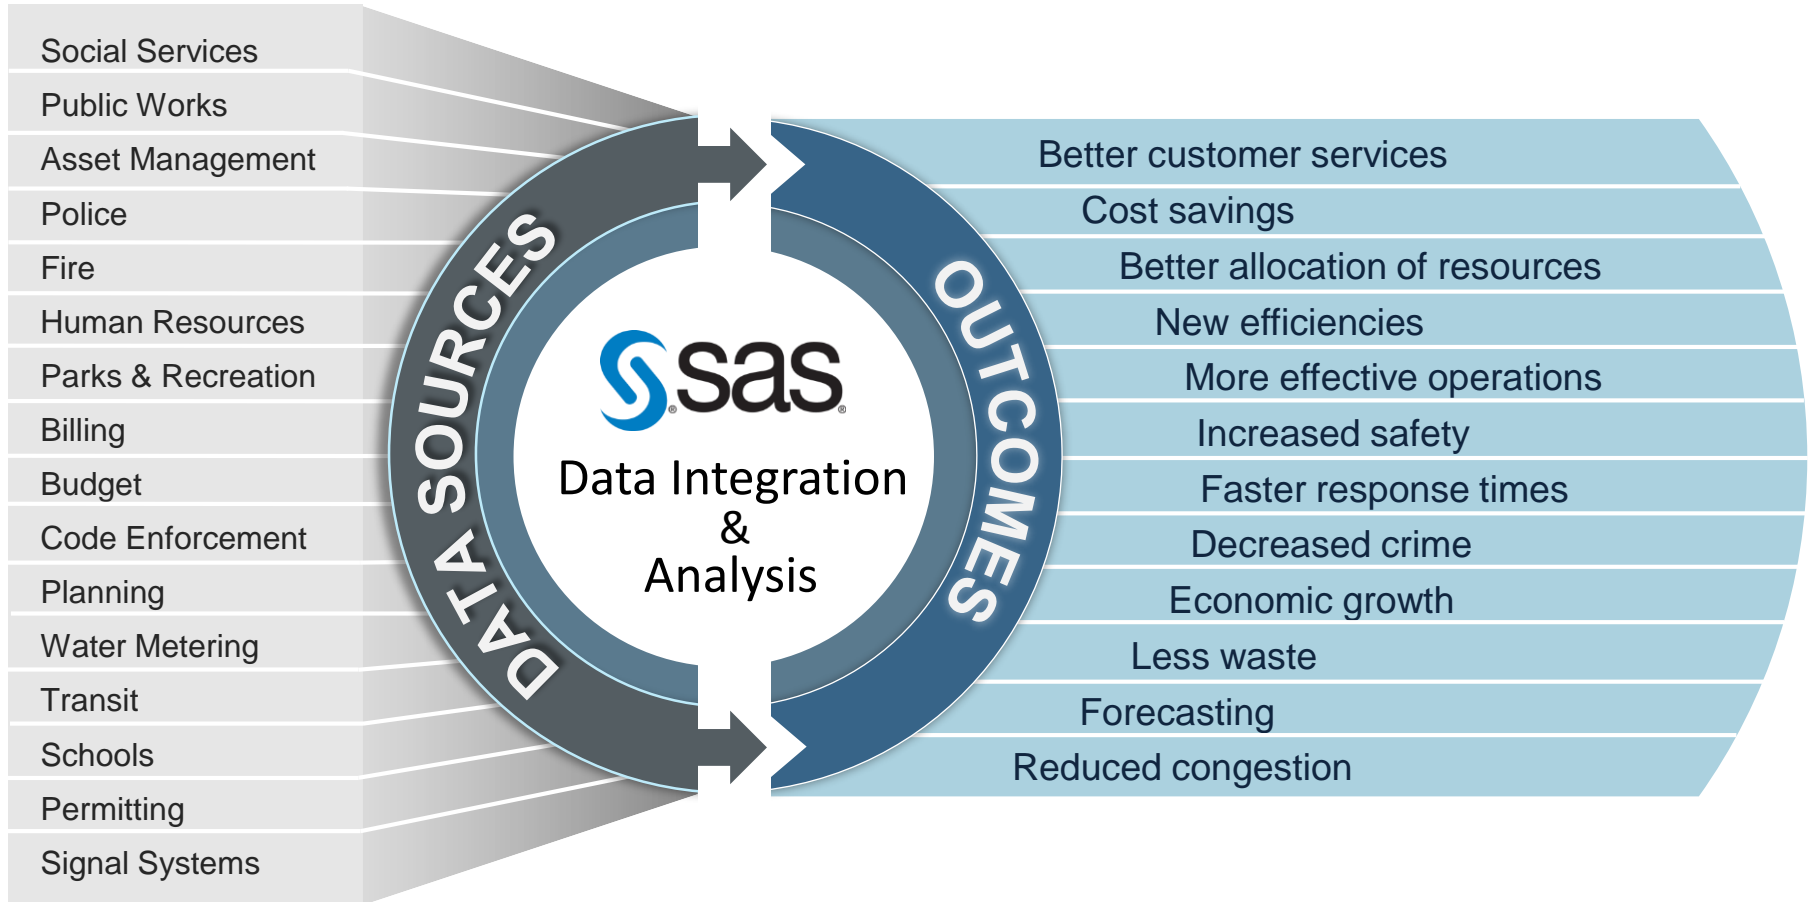 Social Services
Public Works
Asset Management
Police
Fire
Human Resources
Parks & Recreation
Billing
Budget
Code Enforcement
Planning
Water Metering
Transit
Schools
Permitting
Signal Systems
DATA SOURCES
S.® sas®
Data Integration
&
Analysis
OUTCOMES
Better customer services
Cost savings
Better allocation of resources
New efficiencies
More effective operations
Increased safety
Faster response times
Decreased crime
Economic growth
Less waste
Forecasting
Reduced congestion